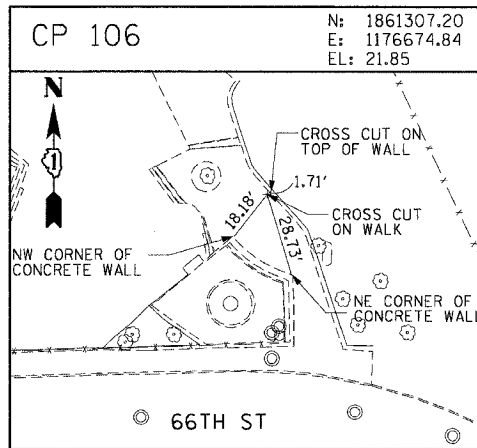 CP 106
N: 1861307.20
E: 1176674.84
EL: 21.85
N
1
CROSS CUT ON
TOP OF WALL
1.71'
18.18'
28.73'
CROSS CUT
ON WALK
NW CORNER OF
CONCRETE WALL
NE CORNER OF
CONCRETE WALL
66TH ST